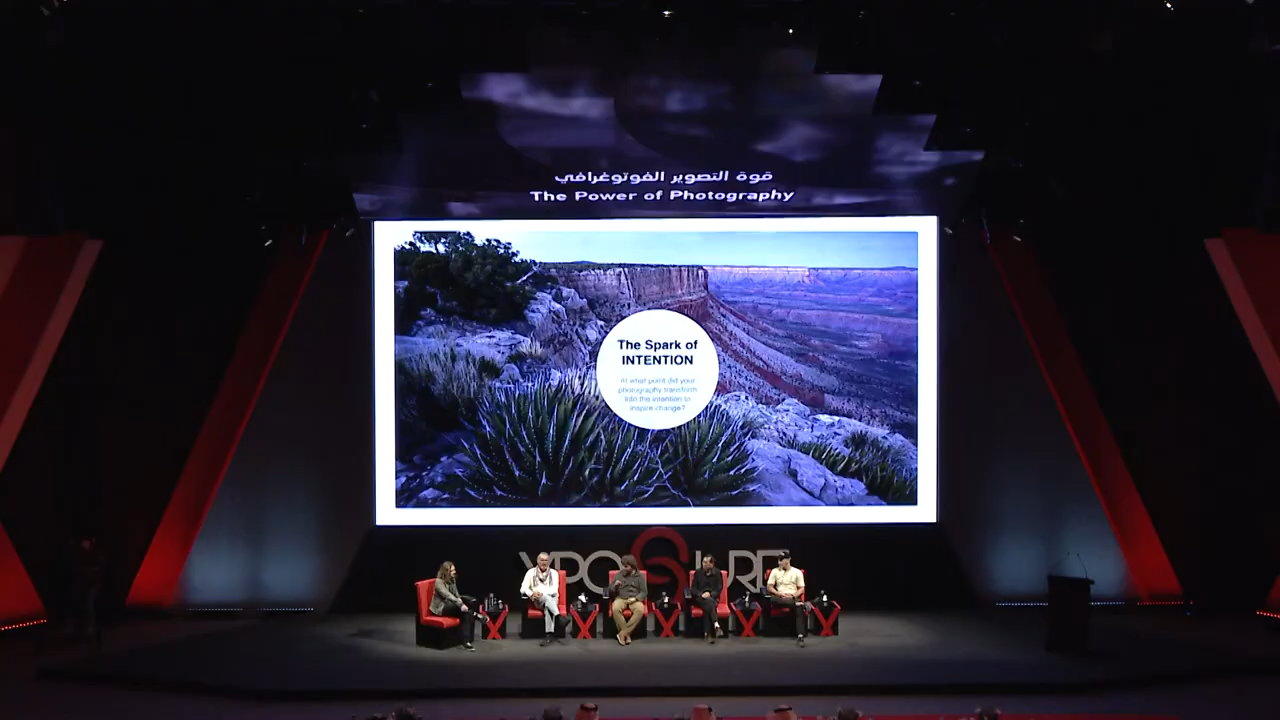 قوة التصوير الفوتوغرافي
The Power of Photography
The Spark of
INTENTION
At what point did your
photography transform
into the intention to
inspire change?